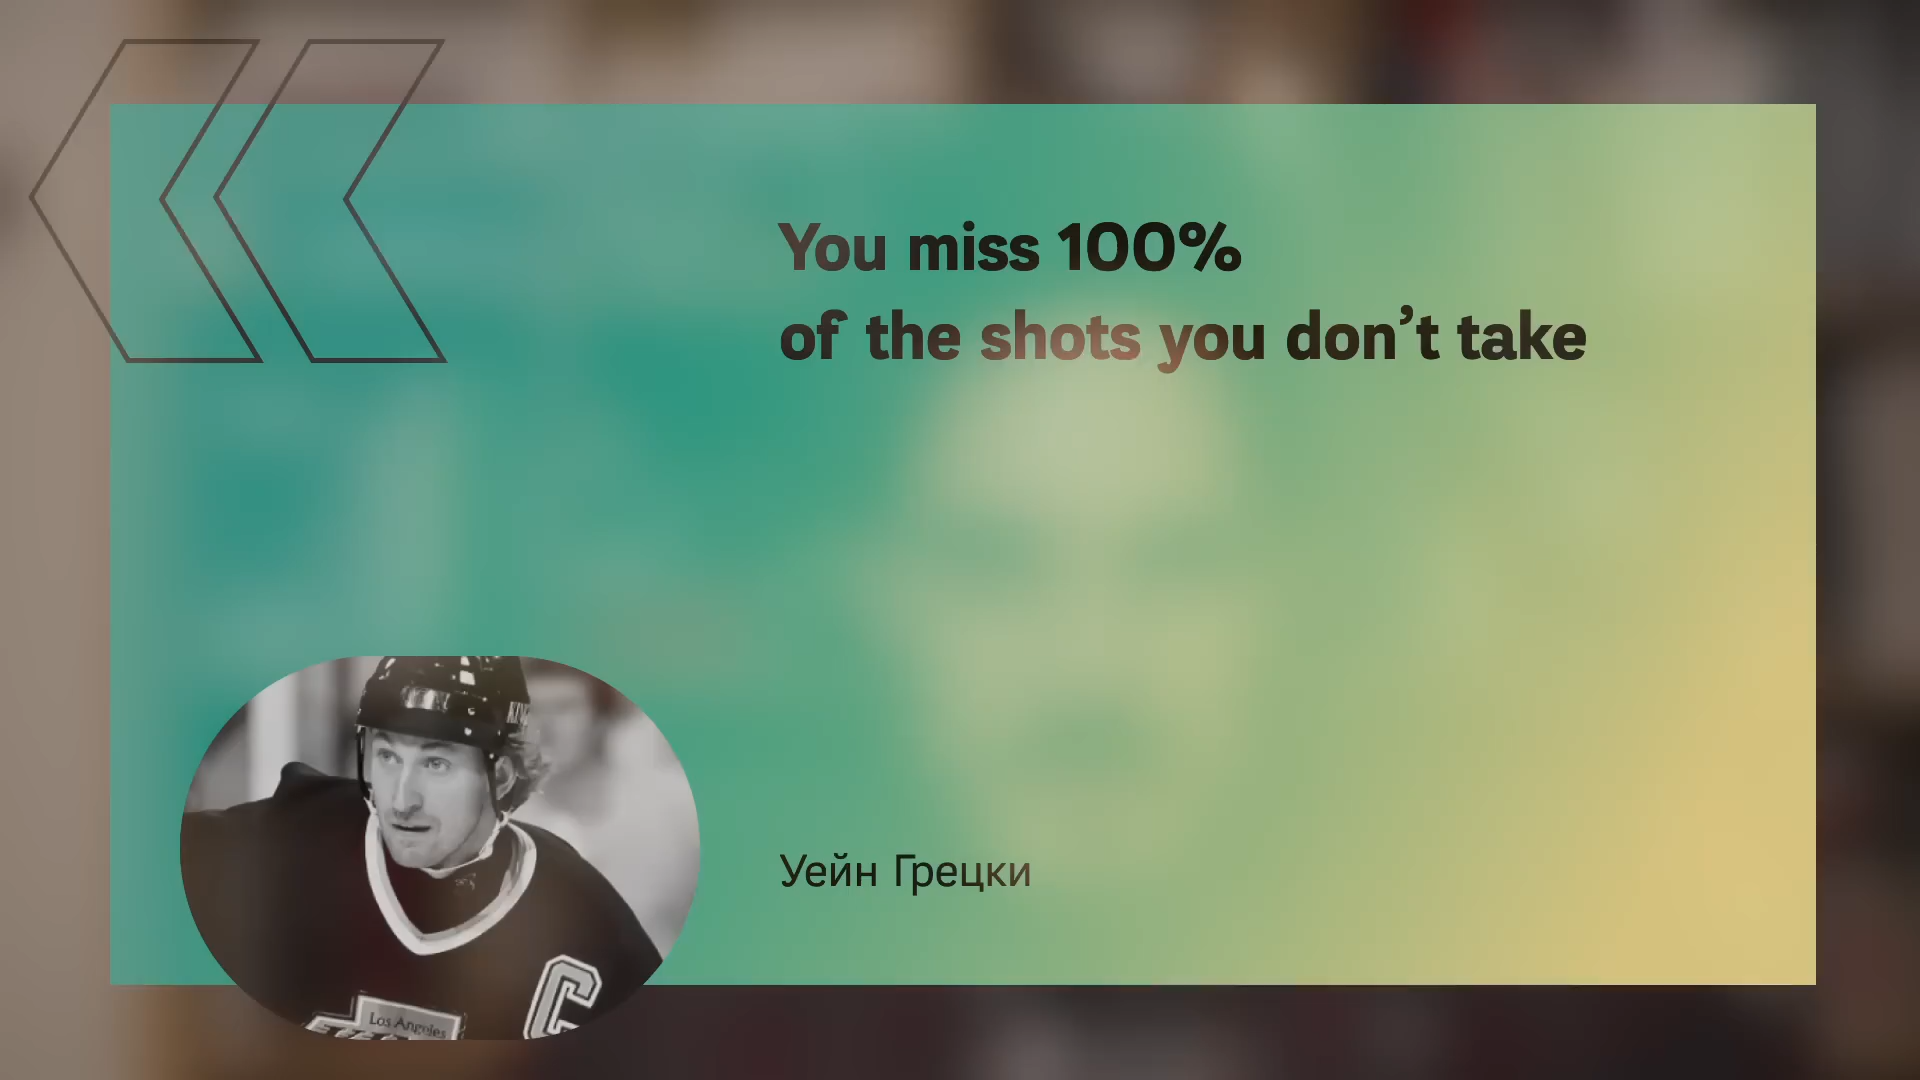 You miss 100%
of the shots you don’t take
Уейн Грецки
Los Angeles
C